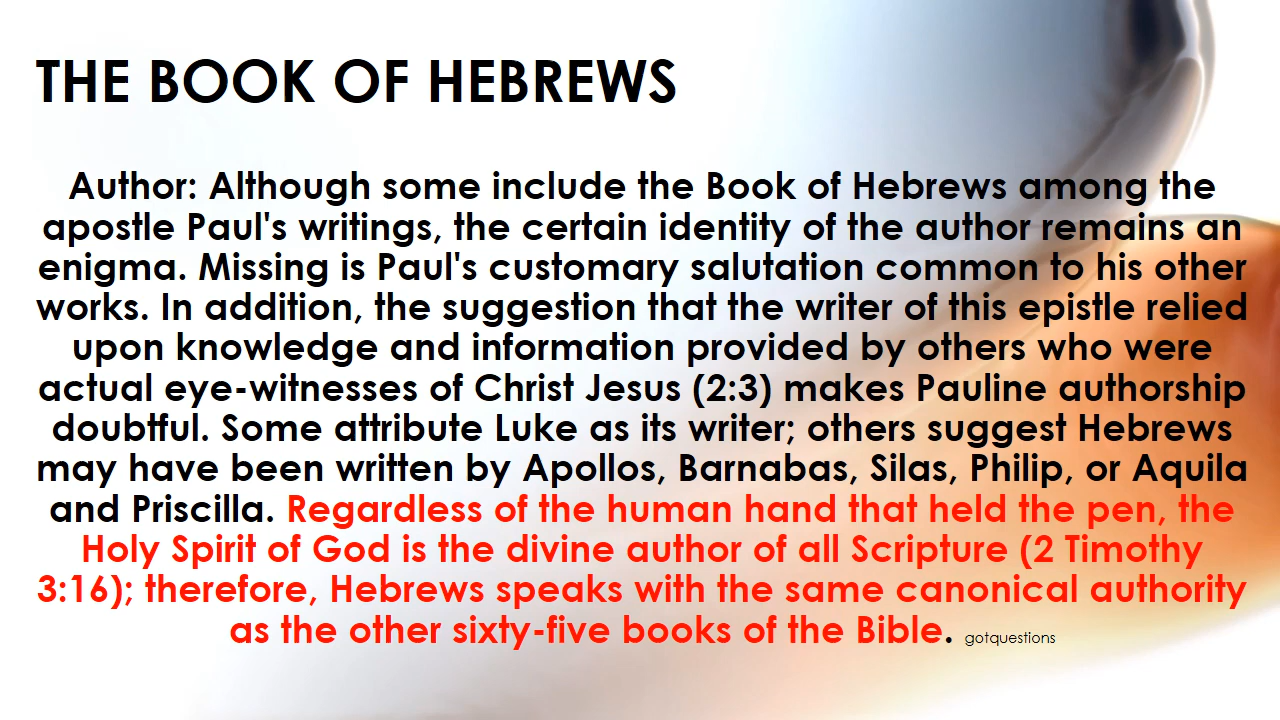 THE BOOK OF HEBREWS
Author: Although some include the Book of Hebrews among the
apostle Paul's writings, the certain identity of the author remains an
enigma. Missing is Paul's customary salutation common to his other
works. In addition, the suggestion that the writer of this epistle relied
upon knowledge and information provided by others who were
actual eye-witnesses of Christ Jesus (2:3) makes Pauline authorship
doubtful. Some attribute Luke as its writer; others suggest Hebrews
may have been written by Apollos, Barnabas, Silas, Philip, or Aquila
and Priscilla. Regardless of the human hand that held the pen, the
Holy Spirit of God is the divine author of all Scripture (2 Timothy
3:16); therefore, Hebrews speaks with the same canonical authority
as the other sixty-five books of the Bible. gotquestions